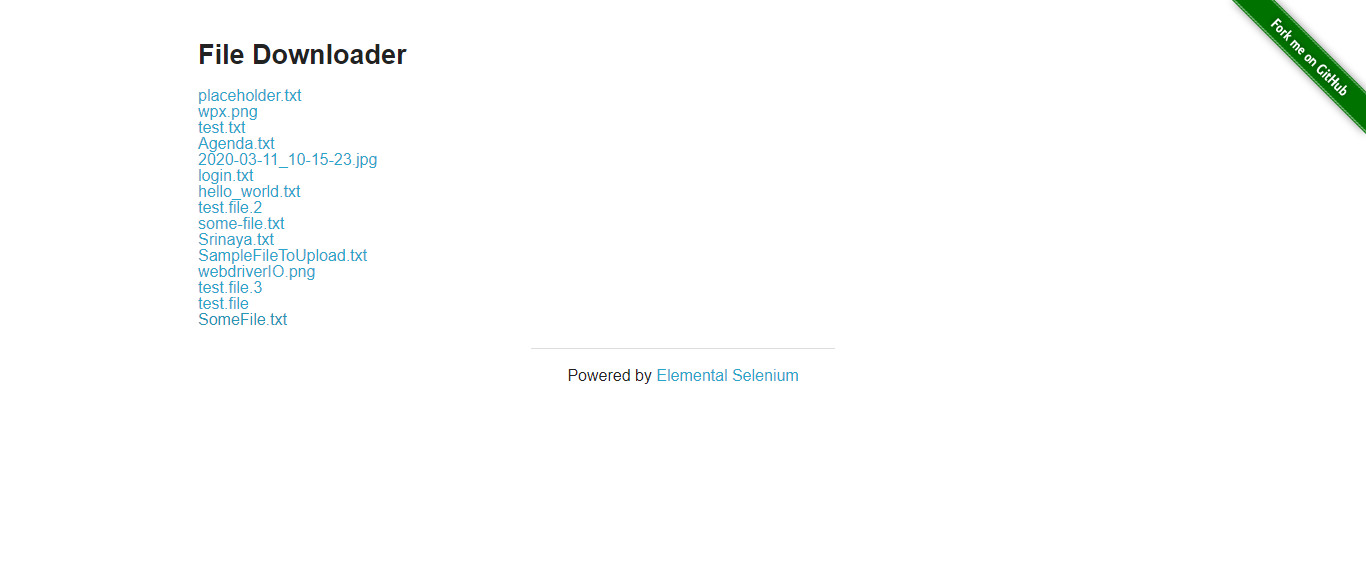 Fork me on GitHub
File Downloader
placeholder.txt
wpx.png
test.txt
Agenda.txt
2020-03-11_10-15-23.jpg
login.txt
hello_world.txt
test.file.2
some-file.txt
Srinaya.txt
SampleFileToUpload.txt
webdriverIO.png
test.file.3
test.file
SomeFile.txt
Powered by Elemental Selenium